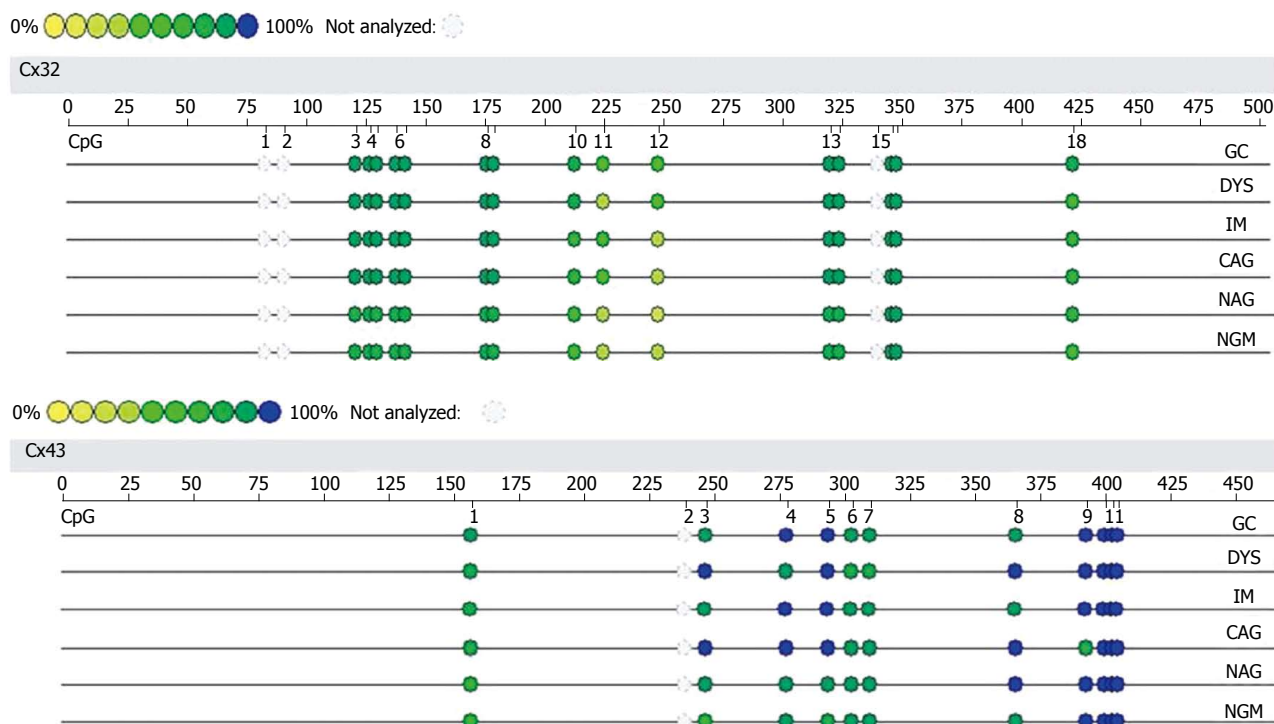 0% 100% Not analyzed:
Cx32
0 25 50 75 100 125 150 175 200 225 250 275 300 325 350 375 400 425 450 475 500
CpG 1 2 3 4 6 8 10 11 12 13 15 18
GC
DYS
IM
CAG
NAG
NGM
0% 100% Not analyzed:
Cx43
0 25 50 75 100 125 150 175 200 225 250 275 300 325 350 375 400 425 450
CpG 1 2 3 4 5 6 7 8 9 11
GC
DYS
IM
CAG
NAG
NGM